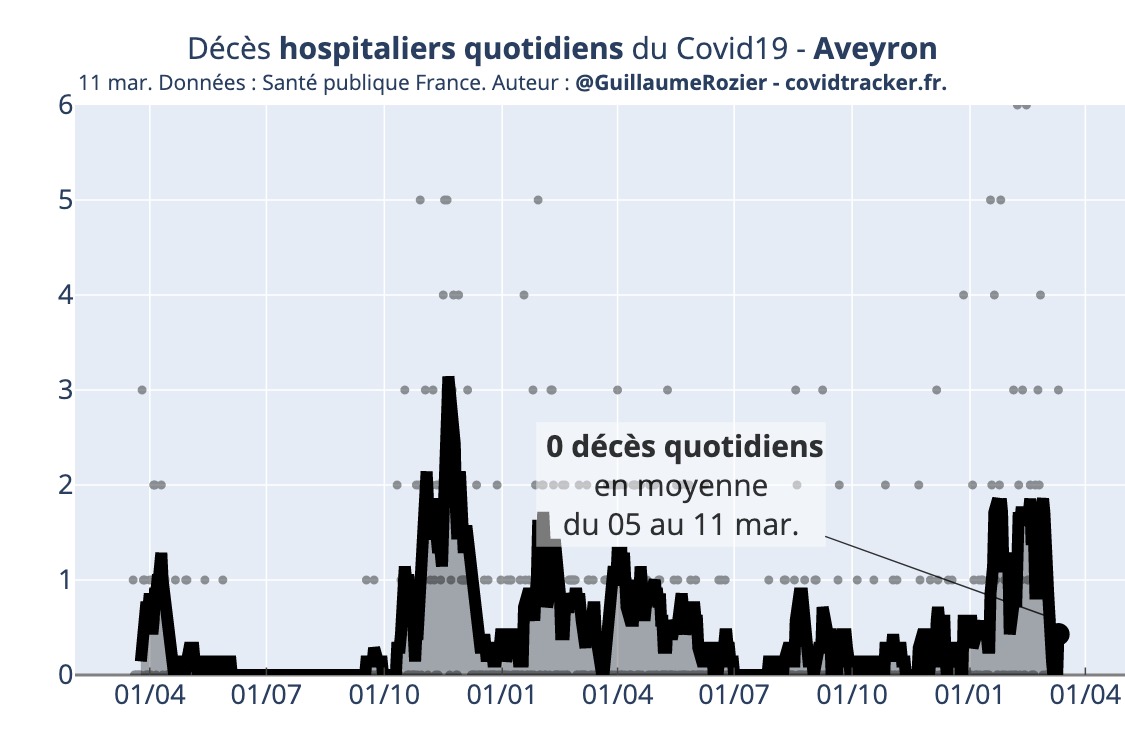 Décès hospitaliers quotidiens du Covid19 - Aveyron
11 mar. Données : Santé publique France. Auteur : @GuillaumeRozier - covidtracker.fr.
6
5
4
3
2
1
0
0 décès quotidiens
en moyenne
du 05 au 11 mar.
01/04 01/07 01/10 01/01 01/04 01/07 01/10 01/01 01/04